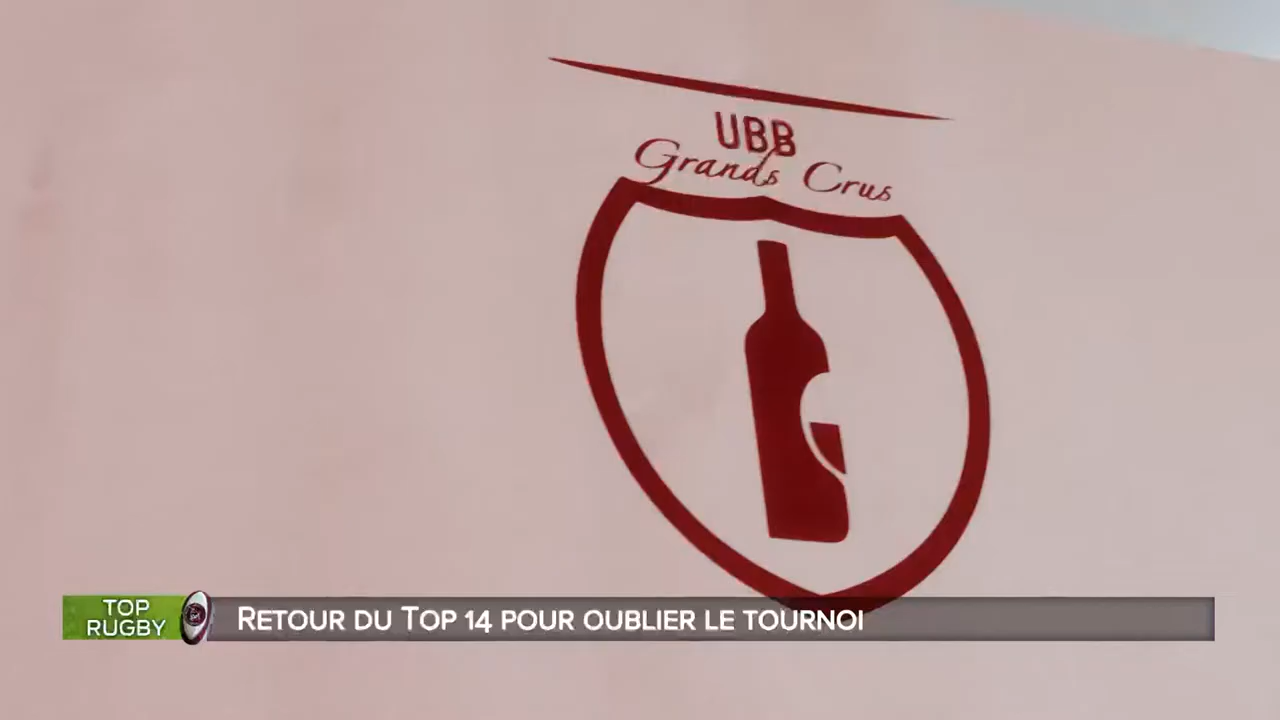 UBB
Grands Crus
TOP
RUGBY
RETOUR DU TOP 14 POUR OUBLIER LE TOURNOI